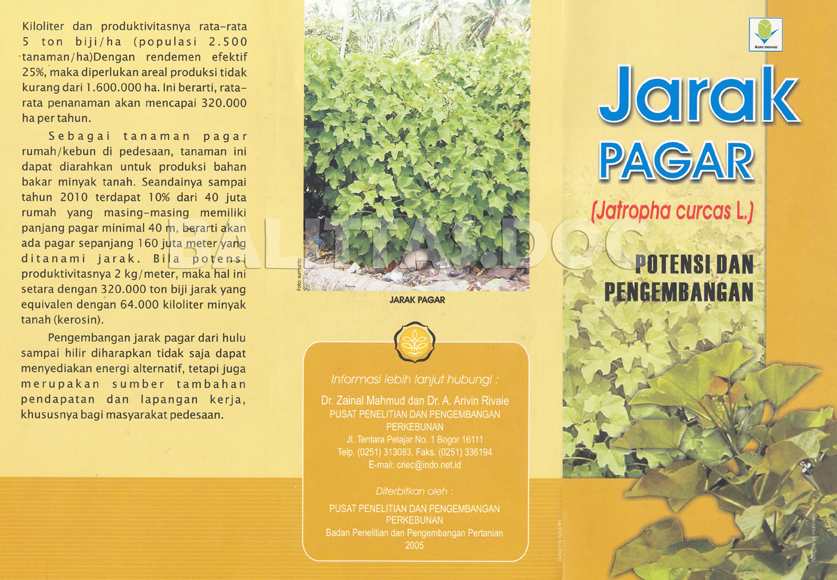 Kiloliter dan produktivitasnya rata-rata
5 ton biji/ha (populasi 2.500
tanaman/ha)Dengan rendemen efektif
25%, maka diperlukan areal produksi tidak
kurang dari 1.600.000 ha. Ini berarti, rata-
rata penanaman akan mencapai 320.000
ha per tahun.
Sebagai tanaman pagar
rumah/kebun di pedesaan, tanaman ini
dapat diarahkan untuk produksi bahan
bakar minyak tanah. Seandainya sampai
tahun 2010 terdapat 10% dari 40 juta
rumah yang masing-masing memiliki
panjang pagar minimal 40 m, berarti akan
ada pagar sepanjang 160 juta meter yang
ditanami jarak. Bila potensi
produktivitasnya 2 kg/meter, maka hal ini
setara dengan 320.000 ton biji jarak yang
equivalen dengan 64.000 kiloliter minyak
tanah (kerosin).
Pengembangan jarak pagar dari hulu
sampai hilir diharapkan tidak saja dapat
menyediakan energi alternatif, tetapi juga
merupakan sumber tambahan
pendapatan dan lapangan kerja,
khususnya bagi masyarakat pedesaan.
JARAK PAGAR
Informasi lebih lanjut hubungi :
Dr. Zainal Mahmud dan Dr. A. Arivin Rivaie
PUSAT PENELITIAN DAN PENGEMBANGAN
PERKEBUNAN
Jl. Tentara Pelajar No. 1 Bogor 16111
Telp. (0251) 313083. Faks. (0251) 336194
E-mail: criec@indo.net.id
Diterbitkan oleh :
PUSAT PENELITIAN DAN PENGEMBANGAN
PERKEBUNAN
Badan Penelitian dan Pengembangan Pertanian
2005
Jarak
PAGAR
(Jatropha curcas L.)
POTENSI DAN
PENGEMBANGAN
BALITTAS.DOC